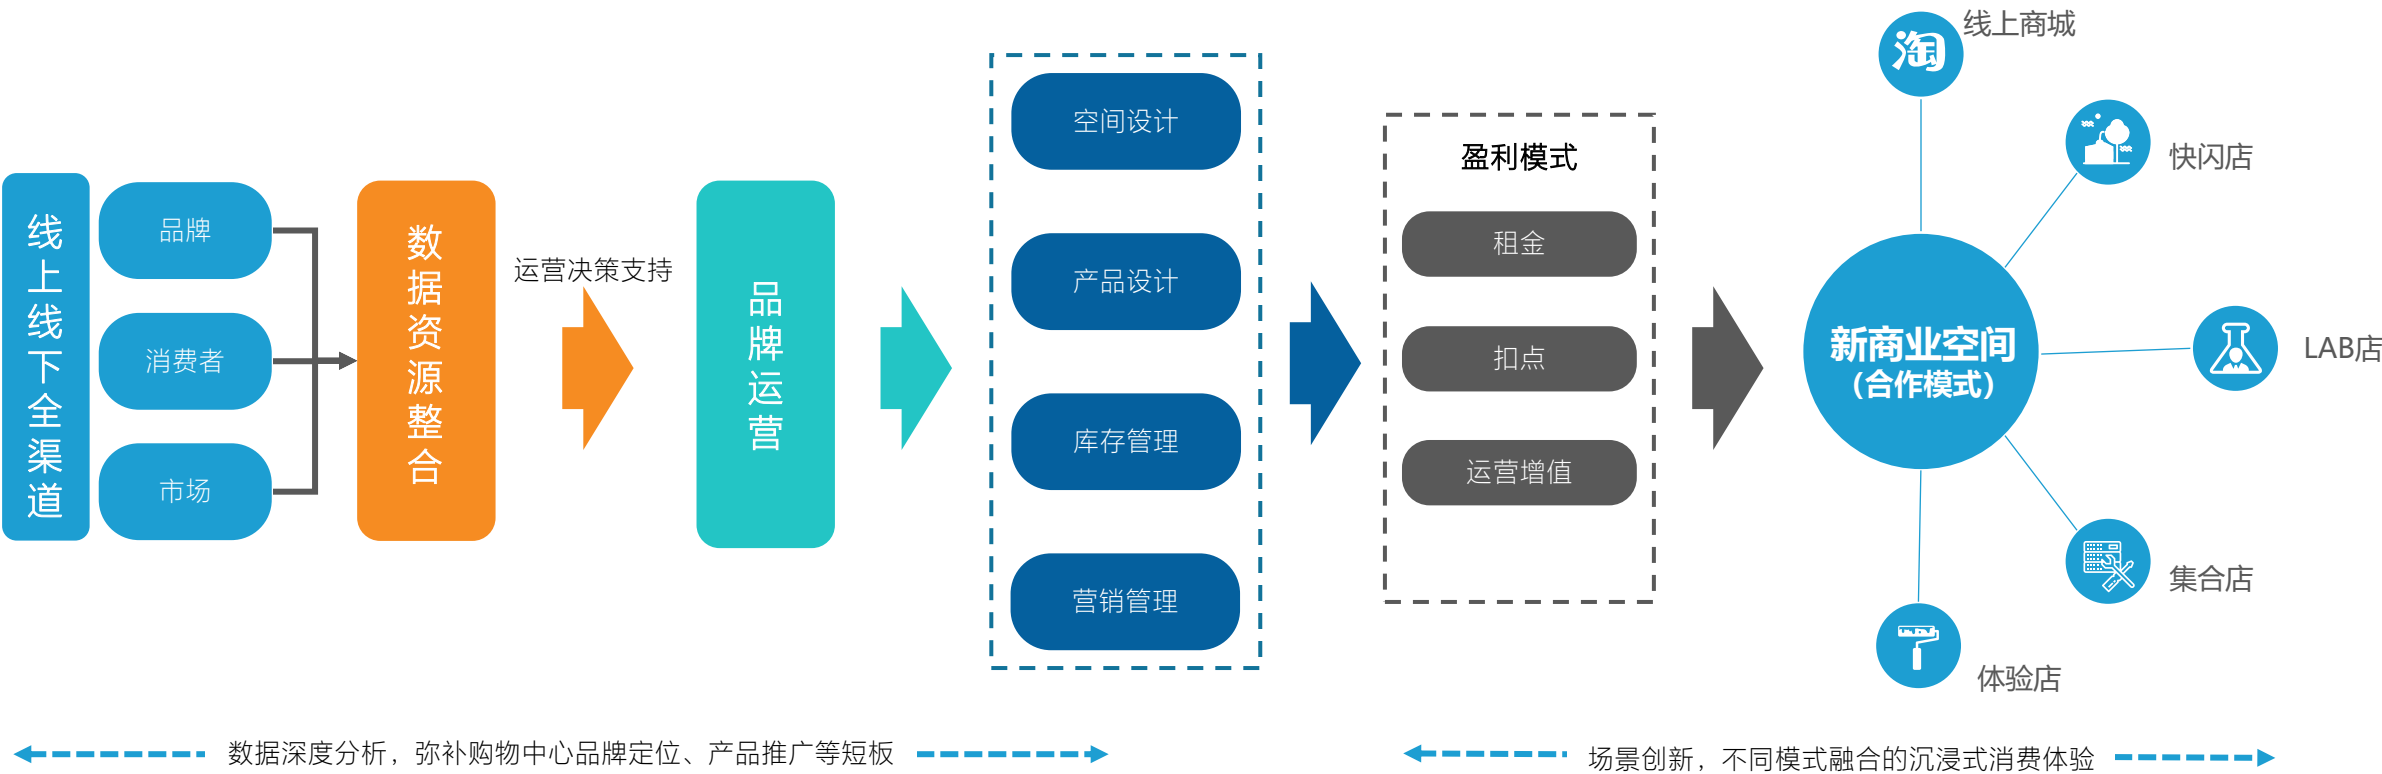 线上线下全渠道
品牌
消费者
市场
数据资源整合
运营决策支持
品牌运营
空间设计
产品设计
库存管理
营销管理
盈利模式
租金
扣点
运营增值
新商业空间
（合作模式）
淘
线上商城
快闪店
LAB店
集合店
体验店
数据深度分析，弥补购物中心品牌定位、产品推广等短板
场景创新，不同模式融合的沉浸式消费体验